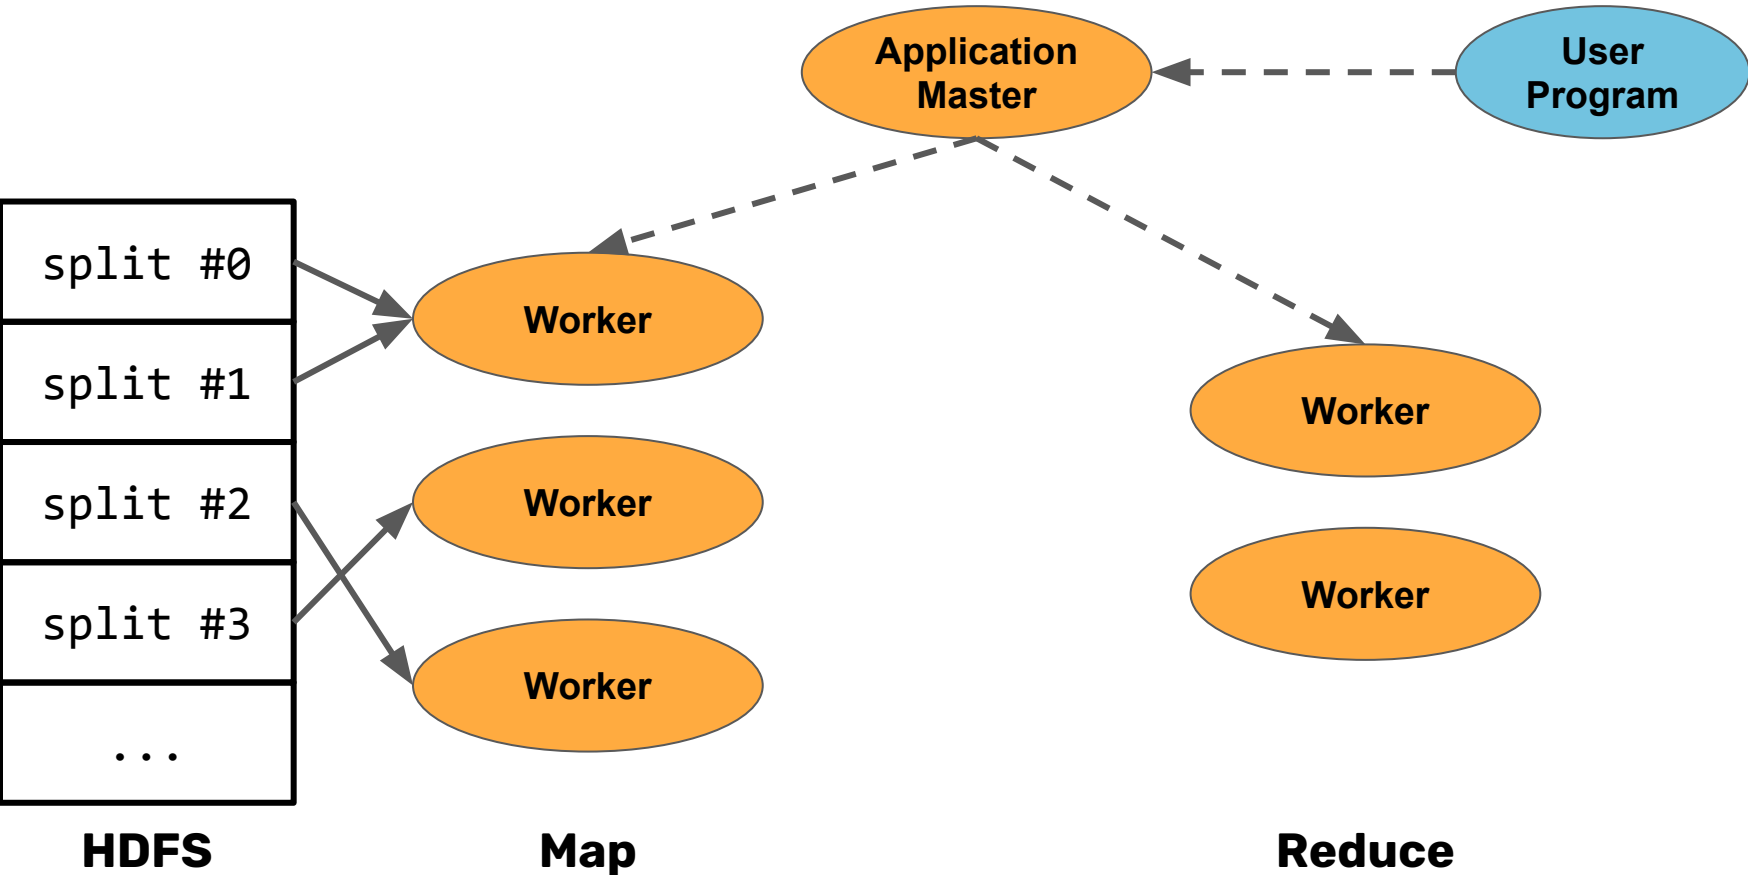 Application
Master
User
Program
split #0
split #1
split #2
split #3
...
Worker
Worker
Worker
Worker
Worker
HDFS
Map
Reduce